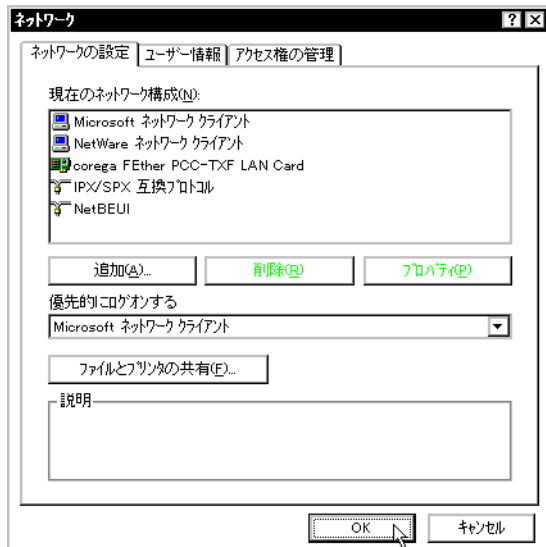 ネットワーク
ネットワークの設定 ユーザー情報 アクセス権の管理
現在のネットワーク構成(N):
Microsoft ネットワーク クライアント
NetWare ネットワーク クライアント
corega FEther PCC-TXF LAN Card
IPX/SPX 互換プロトコル
NetBEUI
追加(A)... 削除(R) プロパティ(P)
優先的にログオンする
Microsoft ネットワーク クライアント
ファイルとプリンタの共有(F)...
説明
OK キャンセル